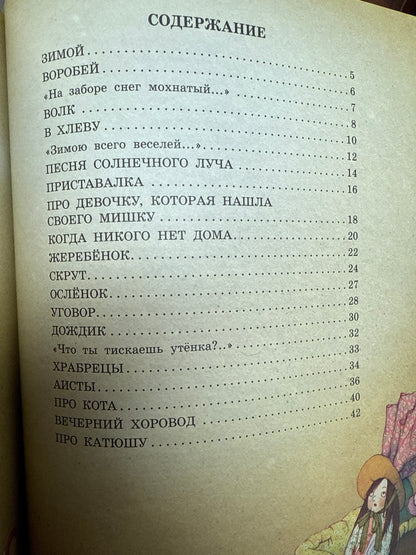 СОДЕРЖАНИЕ
ЗИМОЙ 5
ВОРОБЕЙ 6
«На заборе снег мохнатый...» 7
ВОЛК 8
В ХЛЕВУ 10
«Зимою всего веселей...» 12
ПЕСНЯ СОЛНЕЧНОГО ЛУЧА 14
ПРИСТАВАЛКА 16
ПРО ДЕВОЧКУ, КОТОРАЯ НАШЛА
СВОЕГО МИШКУ 18
КОГДА НИКОГО НЕТ ДОМА 20
ЖЕРЕБЁНОК 22
СКРУТ 24
ОСЛЁНОК 27
УГОВОР 28
ДОЖДИК 30
«Что ты тискаешь утёнка?..» 32
ХРАБРЕЦЫ 33
АИСТЫ 34
ПРО КОТА 36
ВЕЧЕРНИЙ ХОРОВОД 40
ПРО КАТЮШУ 42